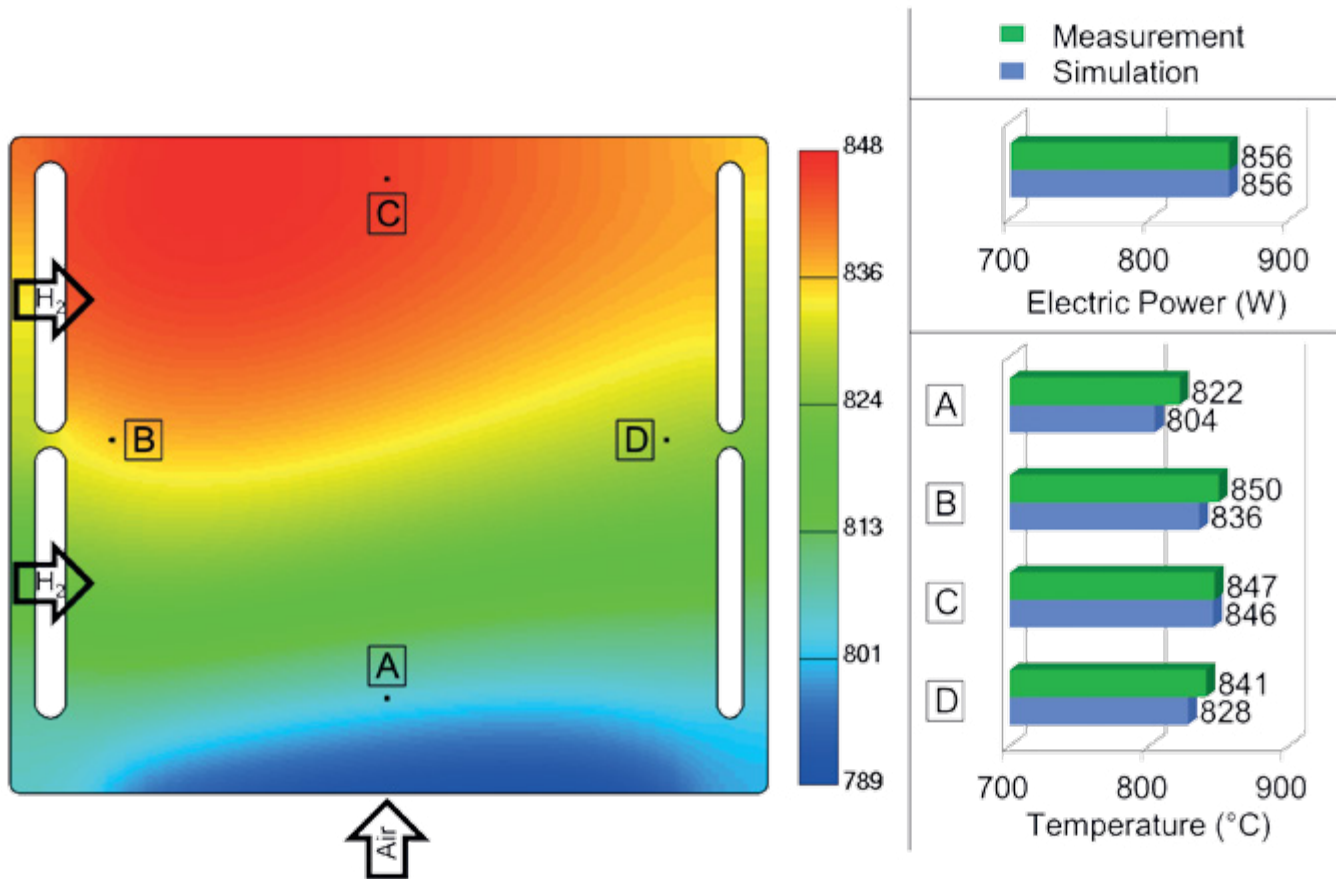 C
H2
B
D
H2
A
Air
848
836
824
813
801
789
Measurement
Simulation
856
856
700 800 900
Electric Power (W)
A
822
804
B
850
836
C
847
846
D
841
828
700 800 900
Temperature (°C)